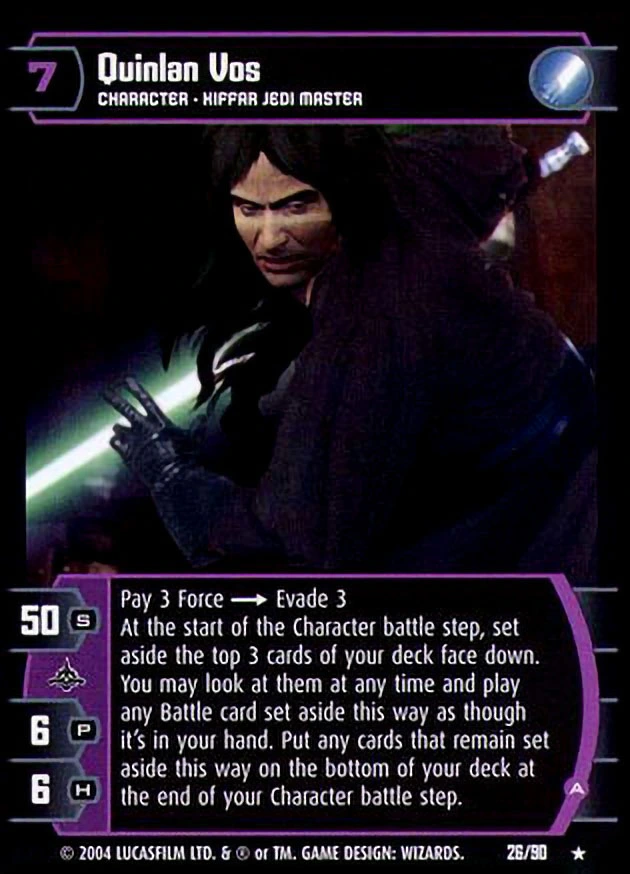 7
Quinlan Vos
CHARACTER • KIFFAR JEDI MASTER
50 S
6 P
6 H
Pay 3 Force → Evade 3
At the start of the Character battle step, set
aside the top 3 cards of your deck face down.
You may look at them at any time and play
any Battle card set aside this way as though
it's in your hand. Put any cards that remain set
aside this way on the bottom of your deck at
the end of your Character battle step.
A
© 2004 LUCASFILM LTD. & ® or TM. GAME DESIGN: WIZARDS. 26/90 ★